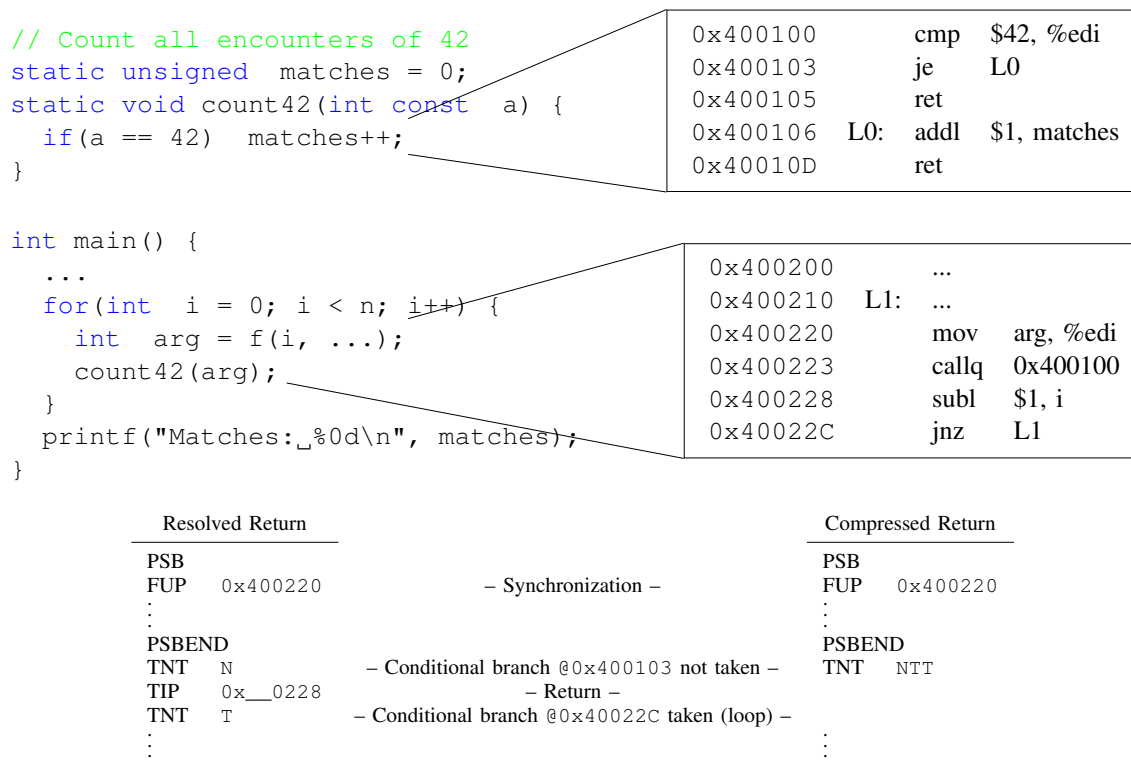 // Count all encounters of 42
static unsigned matches = 0;
static void count42(int const a) {
if(a == 42) matches++;
}
int main() {
...
for(int i = 0; i < n; i++) {
int arg = f(i, ...);
count42(arg);
}
printf("Matches:␣%0d\n", matches);
}
0x400100 cmp $42, %edi
0x400103 je L0
0x400105 ret
0x400106 L0: addl $1, matches
0x40010D ret
0x400200 ...
0x400210 L1: ...
0x400220 mov arg, %edi
0x400223 callq 0x400100
0x400228 subl $1, i
0x40022C jnz L1
Resolved Return Compressed Return
PSB PSB
FUP 0x400220 – Synchronization – FUP 0x400220
⋮ ⋮
PSBEND PSBEND
TNT N – Conditional branch @0x400103 not taken – TNT NTT
TIP 0x__0228 – Return –
TNT T – Conditional branch @0x40022C taken (loop) –
⋮ ⋮